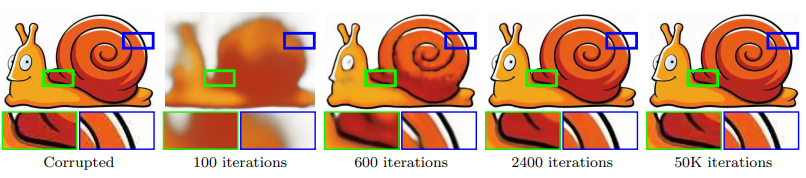 Corrupted
100 iterations
600 iterations
2400 iterations
50K iterations